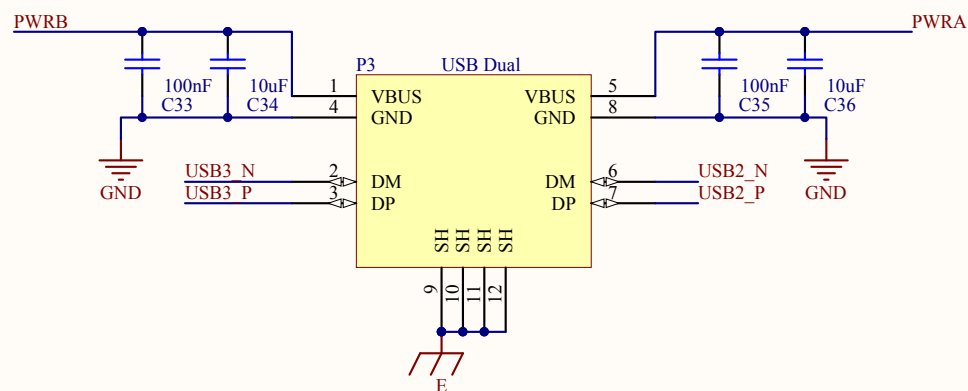 PWRB
PWRA
P3
USB Dual
100nF
C33
10uF
C34
1
VBUS
VBUS
5
100nF
C35
10uF
C36
4
GND
GND
8
GND
GND
USB3_N
2
DM
DM
6
USB2_N
USB3_P
3
DP
DP
7
USB2_P
SH
SH
SH
SH
9
10
11
12
E